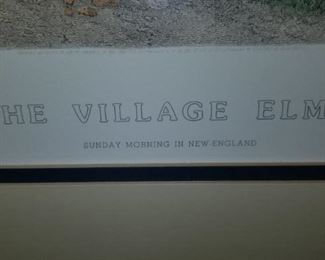 HE VILLAGE ELM
SUNDAY MORNING IN NEW-ENGLAND